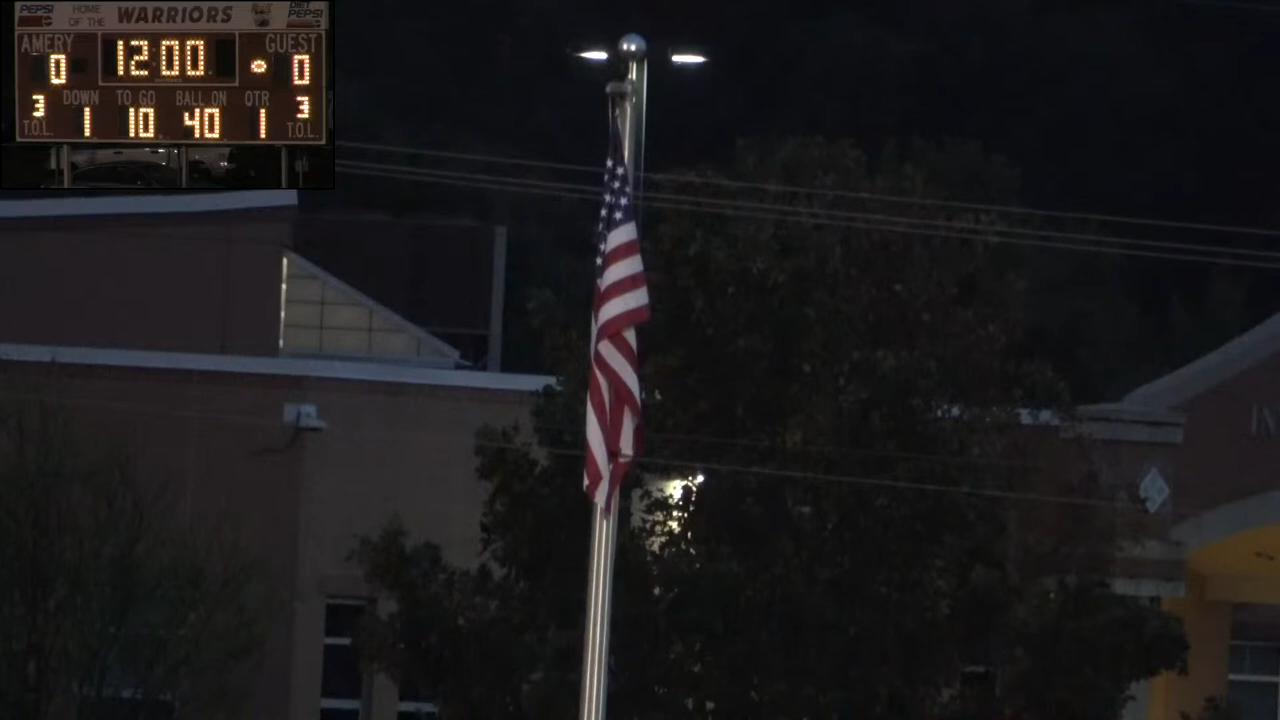 PEPSI HOME OF THE WARRIORS DIET PEPSI
AMERY 12:00 GUEST
0 0
DOWN TO GO BALL ON QTR
3 1 10 40 1 3
T.O.L. T.O.L.